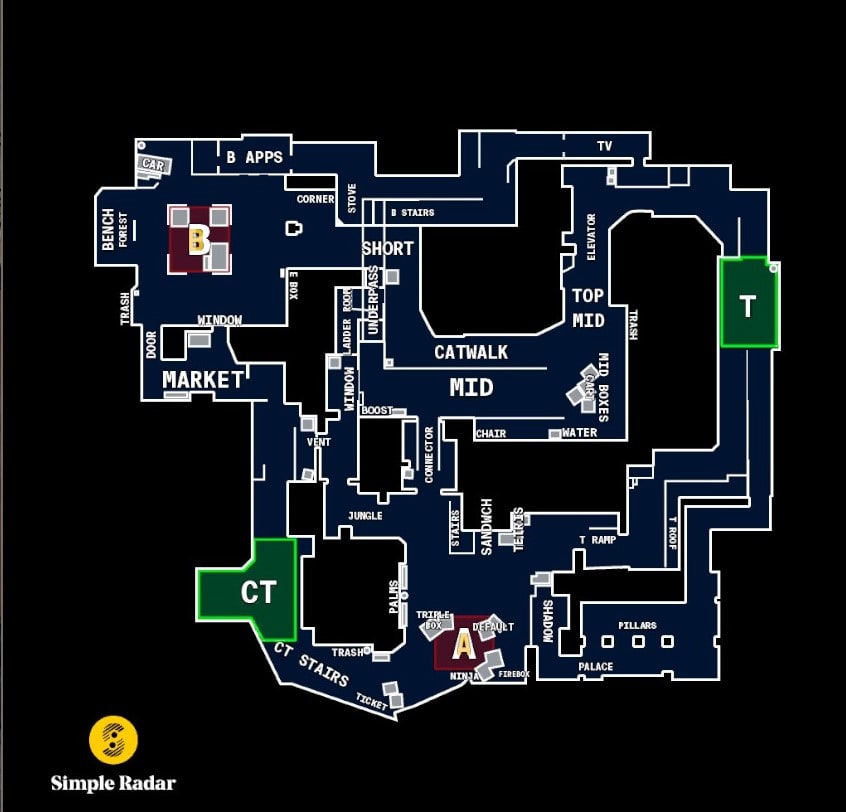 TV
B APPS
CAR
CORNER
STOVE
B STAIRS
BENCH
FOREST
B
SHORT
ELEVATOR
E BOX
UNDERPASS
TRASH
LADDER ROOM
TOP
MID
T
WINDOW
TRASH
DOOR
CATWALK
MARKET
WINDOW
MID
CART
MID BOXES
BOOST
CHAIR
WATER
VENT
CONNECTOR
JUNGLE
STAIRS
SANDWCH
TETRIS
T RAMP
T ROOF
CT
PALMS
TRIPLE
BOX
DEFAULT
SHADOW
PILLARS
A
CT STAIRS
TRASH
PALACE
NINJA
FIREBOX
TICKET
S
Simple Radar